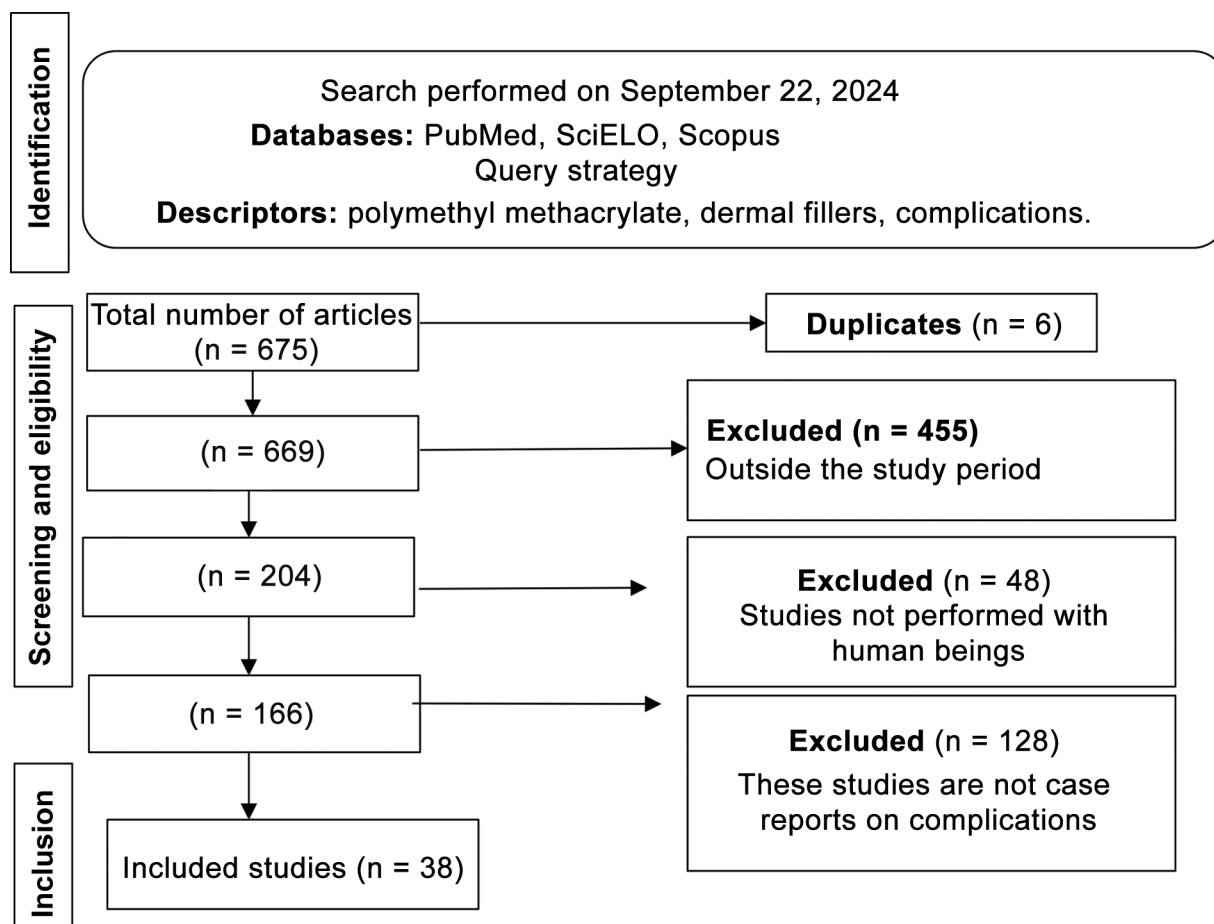 Identification
Search performed on September 22, 2024
Databases: PubMed, SciELO, Scopus
Query strategy
Descriptors: polymethyl methacrylate, dermal fillers, complications.
Screening and eligibility
Total number of articles
(n = 675)
Duplicates (n = 6)
(n = 669)
Excluded (n = 455)
Outside the study period
(n = 204)
Excluded (n = 48)
Studies not performed with
human beings
(n = 166)
Excluded (n = 128)
These studies are not case
reports on complications
Inclusion
Included studies (n = 38)